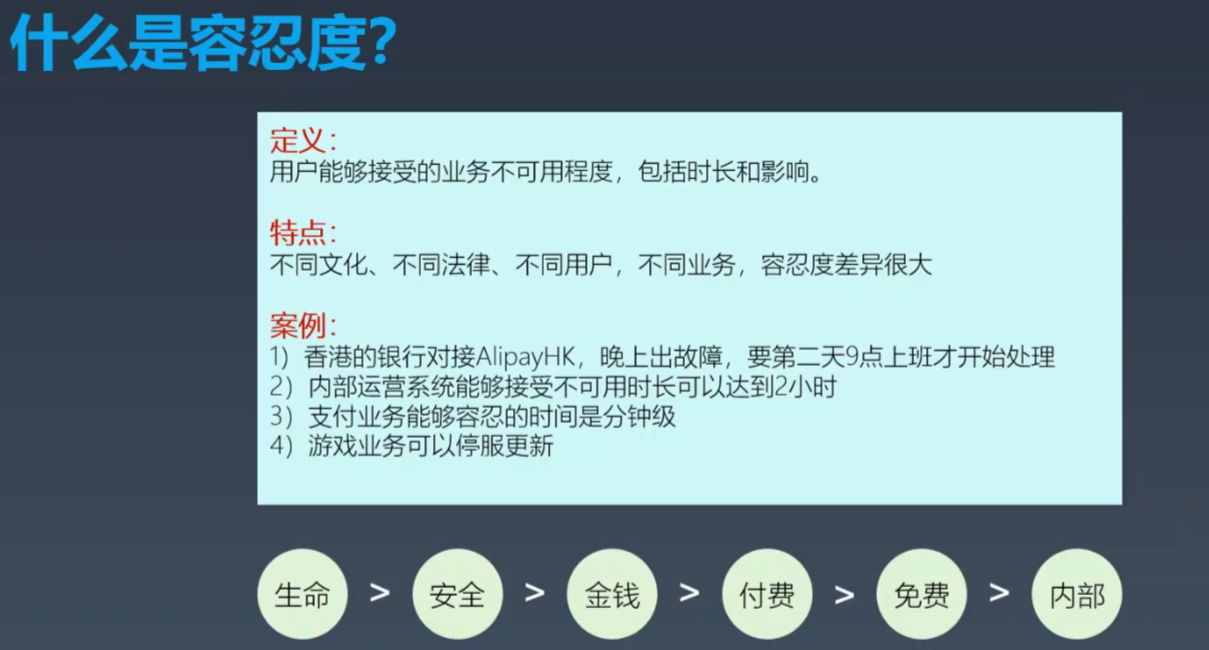 什么是容忍度？
定义：
用户能够接受的业务不可用程度，包括时长和影响。
特点：
不同文化、不同法律、不同用户，不同业务，容忍度差异很大
案例：
1）香港的银行对接AlipayHK，晚上出故障，要第二天9点上班才开始处理
2）内部运营系统能够接受不可用时长可以达到2小时
3）支付业务能够容忍的时间是分钟级
4）游戏业务可以停服更新
生命 > 安全 > 金钱 > 付费 > 免费 > 内部